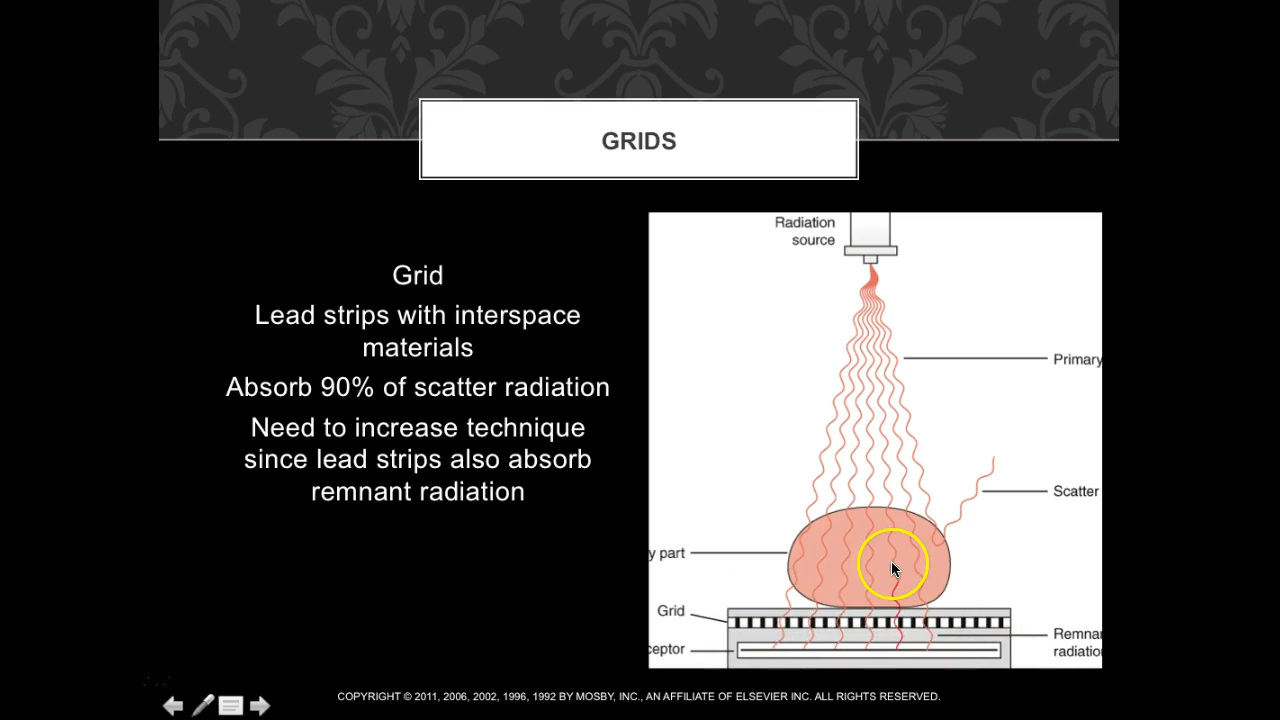 GRIDS
Grid
Lead strips with interspace
materials
Absorb 90% of scatter radiation
Need to increase technique
since lead strips also absorb
remnant radiation
Radiation
source
Primary
Scatter
y part
Grid
Remnar
radiatio
ceptor
COPYRIGHT © 2011, 2006, 2002, 1996, 1992 BY MOSBY, INC., AN AFFILIATE OF ELSEVIER INC. ALL RIGHTS RESERVED.